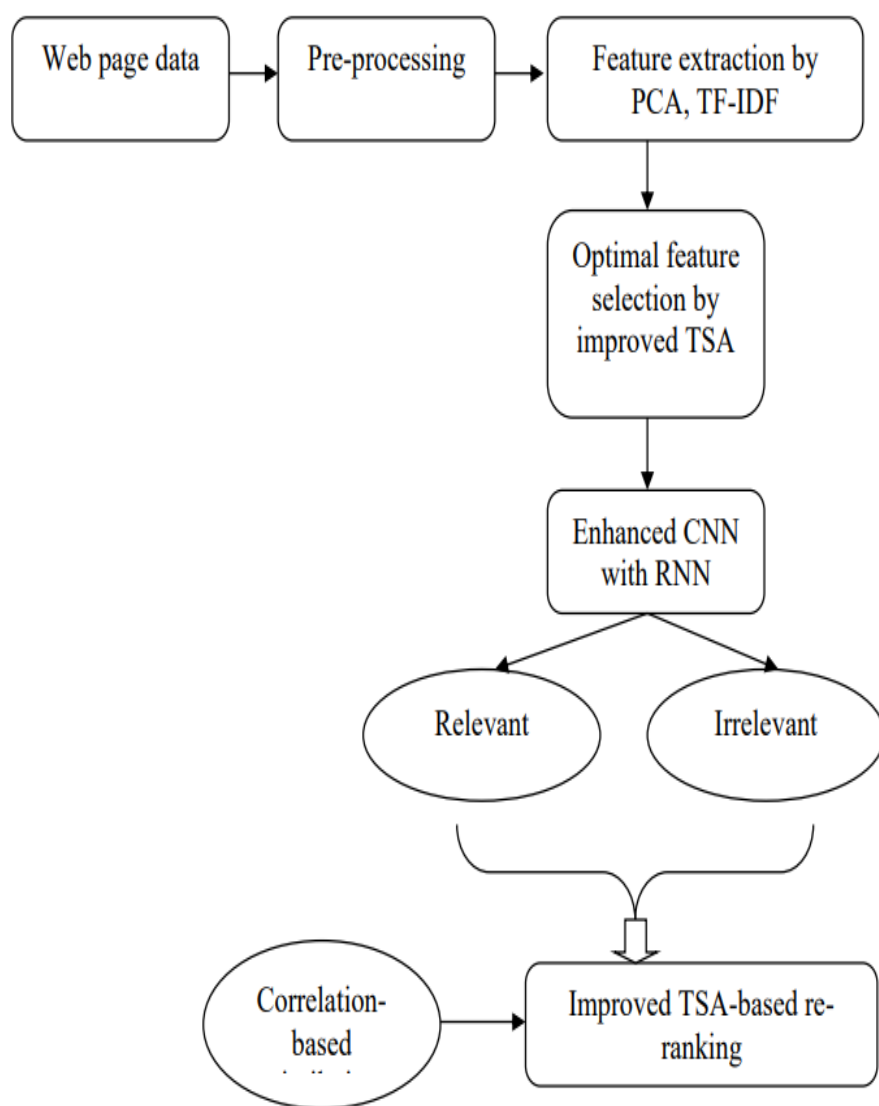 Web page data
Pre-processing
Feature extraction by
PCA, TF-IDF
Optimal feature
selection by
improved TSA
Enhanced CNN
with RNN
Relevant
Irrelevant
Correlation-
based
Improved TSA-based re-
ranking